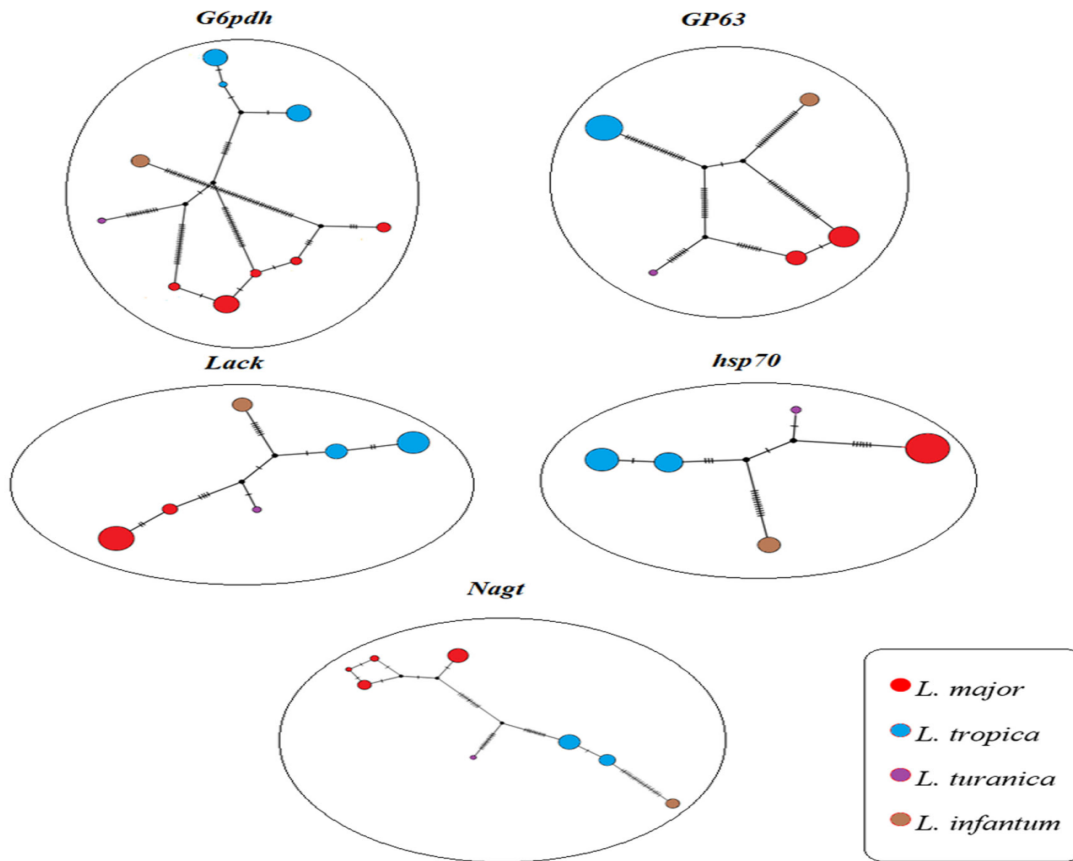 G6pdh
GP63
Lack
hsp70
Nagt
L. major
L. tropica
L. turanica
L. infantum